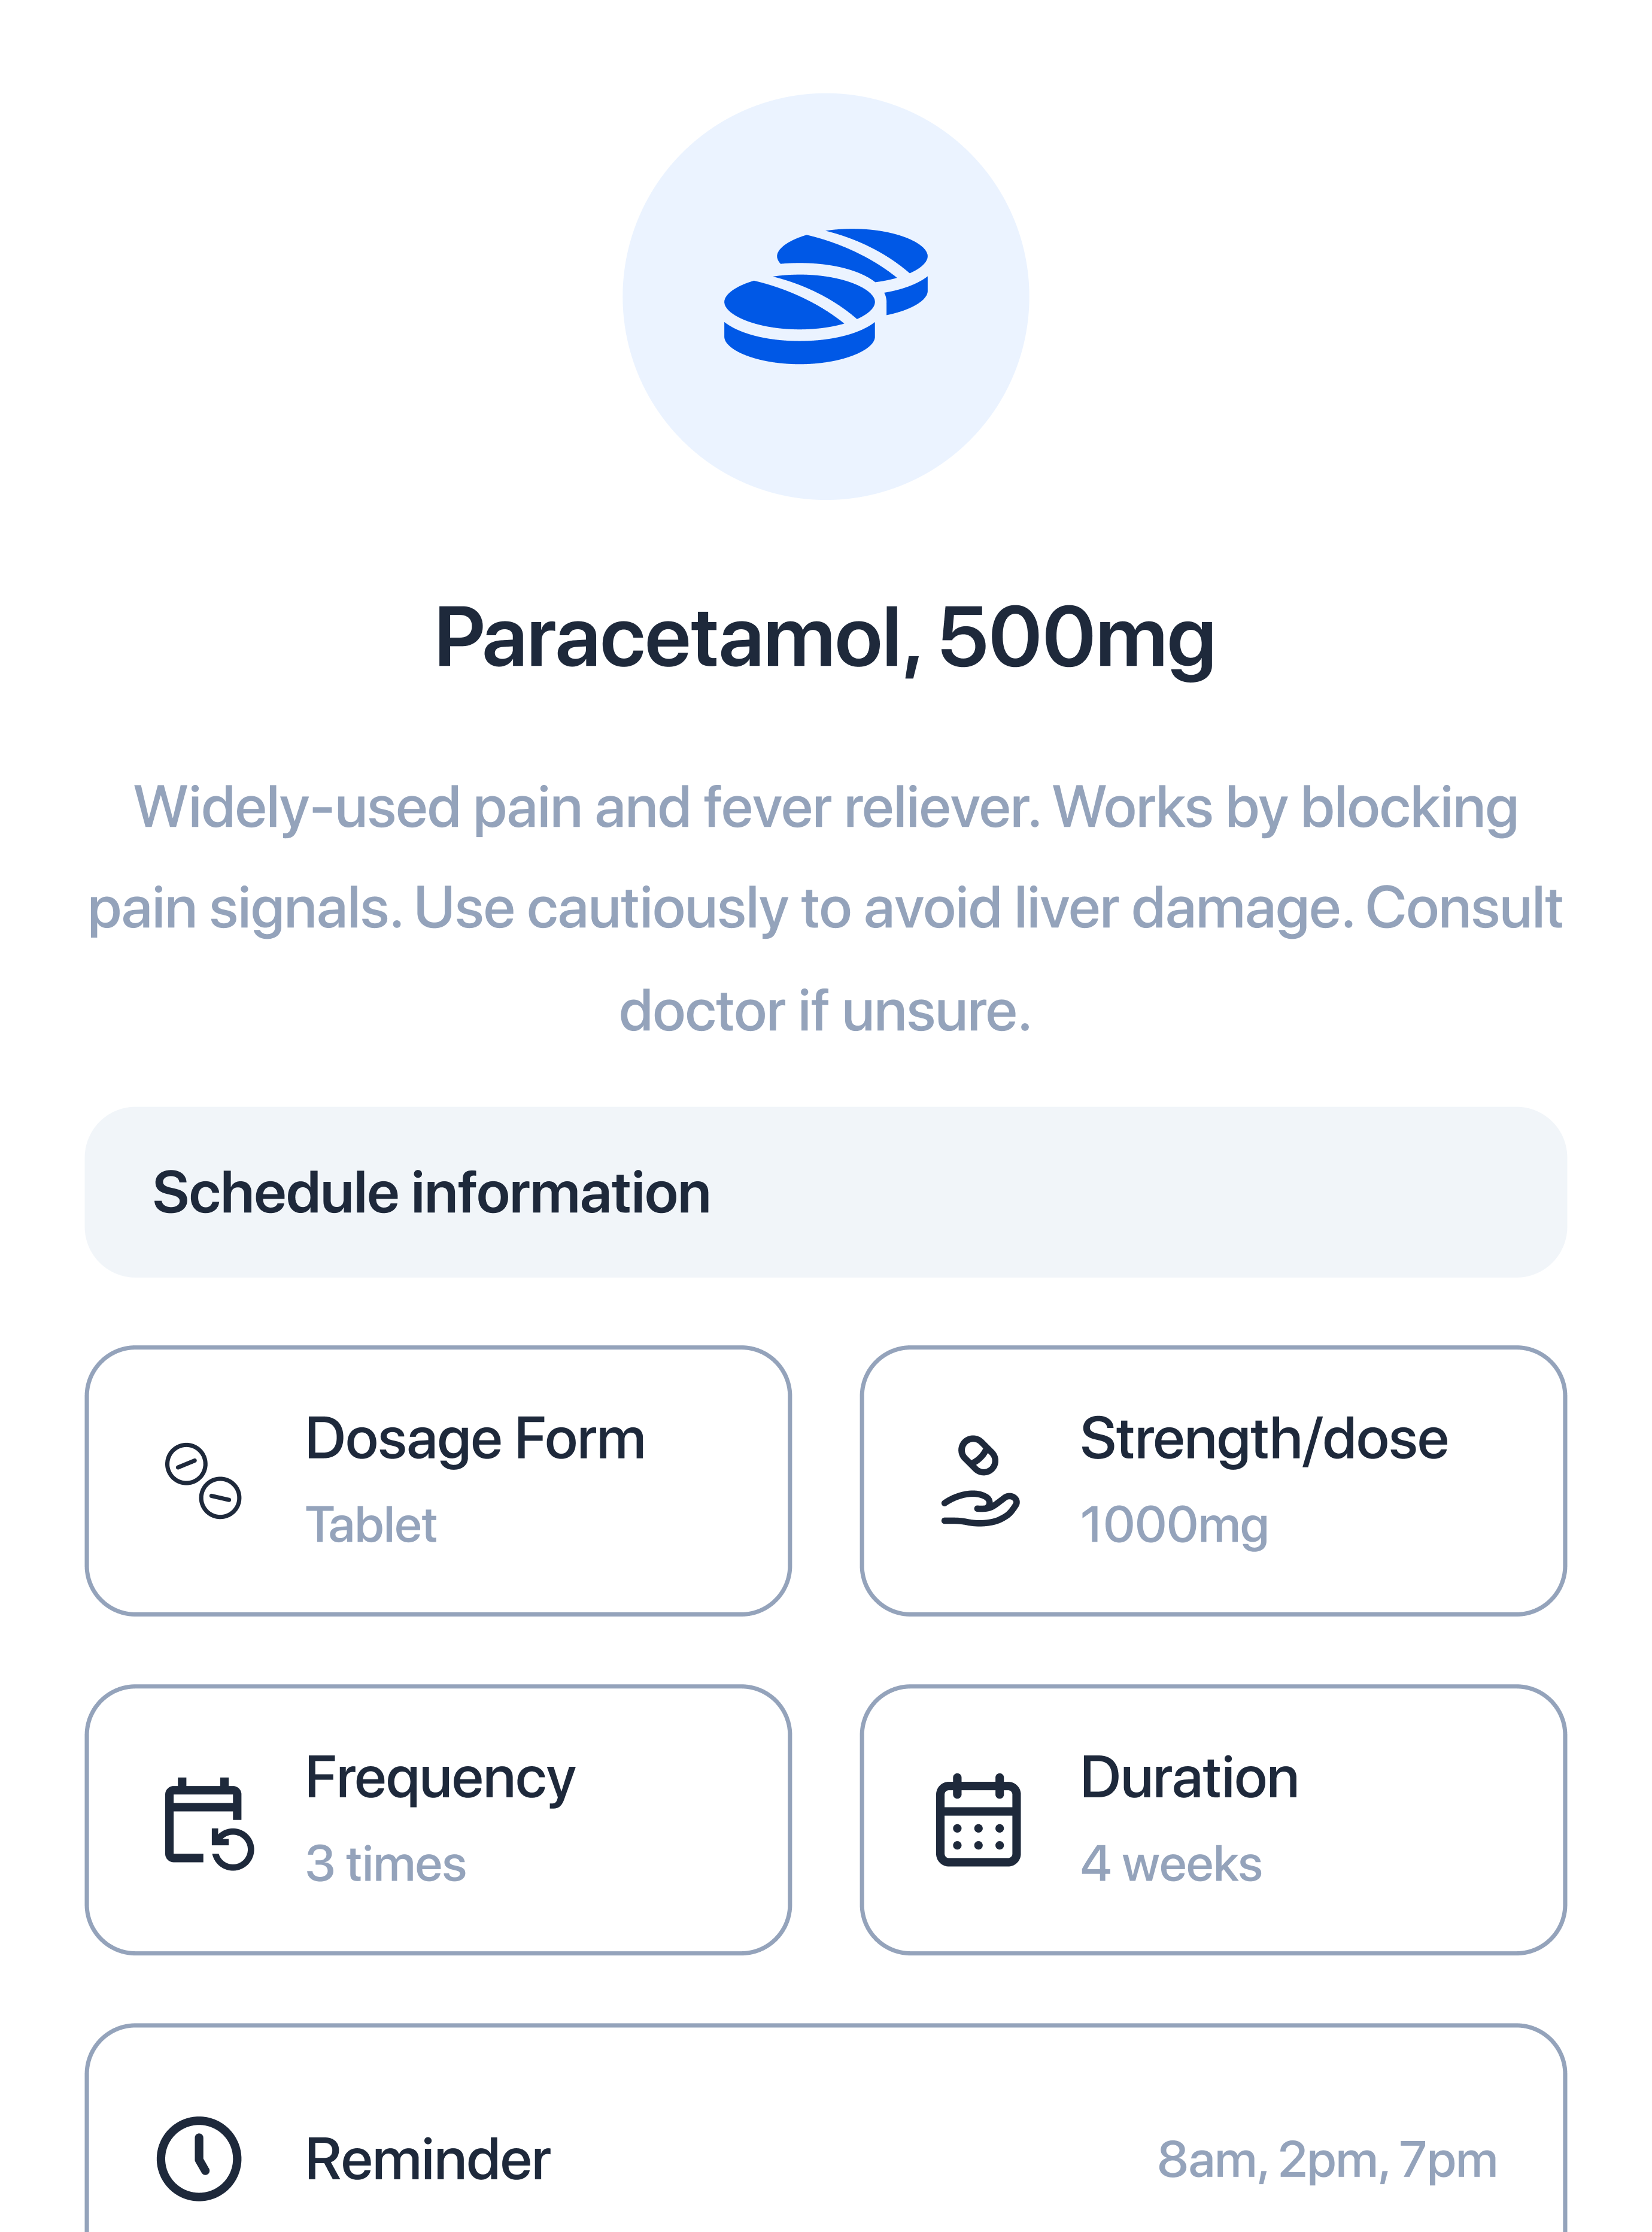 Paracetamol, 500mg
Widely-used pain and fever reliever. Works by blocking
pain signals. Use cautiously to avoid liver damage. Consult
doctor if unsure.
Schedule information
Dosage Form
Tablet
Strength/dose
1000mg
Frequency
3 times
Duration
4 weeks
Reminder 8am, 2pm, 7pm